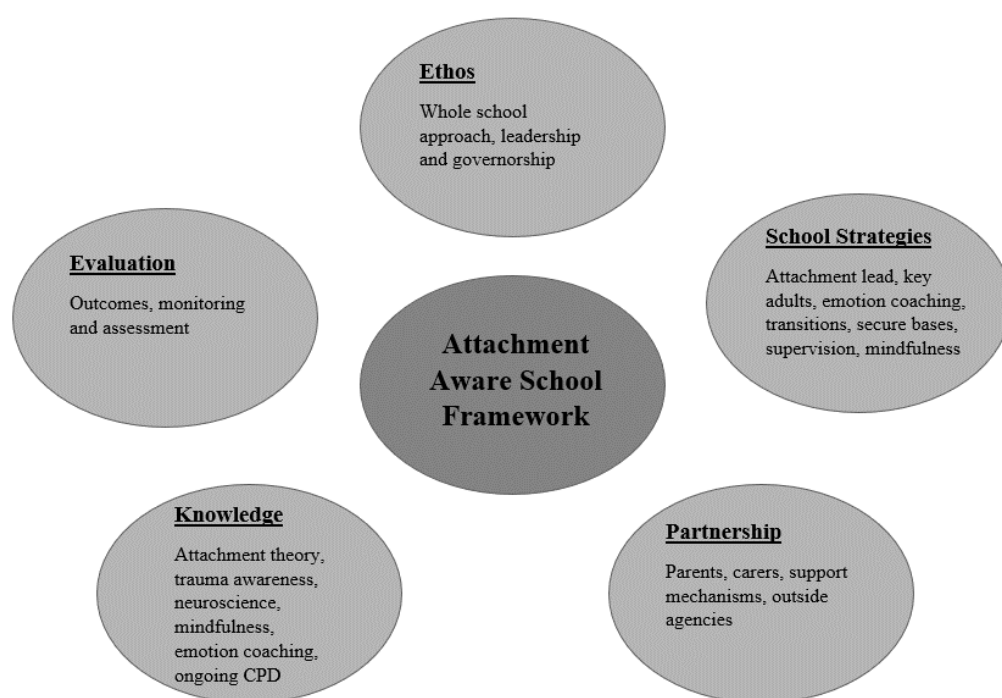 Ethos
Whole school
approach, leadership
and governorship
School Strategies
Attachment lead, key
adults, emotion coaching,
transitions, secure bases,
supervision, mindfulness
Evaluation
Outcomes, monitoring
and assessment
Attachment
Aware School
Framework
Knowledge
Attachment theory,
trauma awareness,
neuroscience,
mindfulness,
emotion coaching,
ongoing CPD
Partnership
Parents, carers, support
mechanisms, outside
agencies